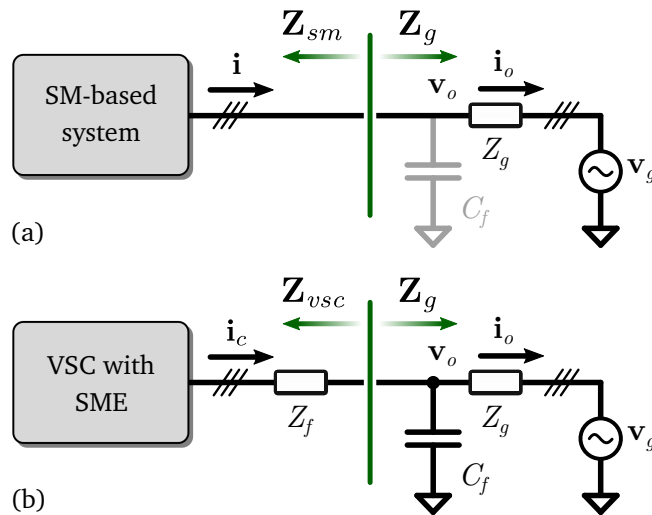 Z_sm Z_g
i v_o i_o
SM-based
system
Z_g
v_g
C_f
(a)
Z_vsc Z_g
i_c v_o i_o
VSC with
SME
Z_f Z_g
v_g
C_f
(b)